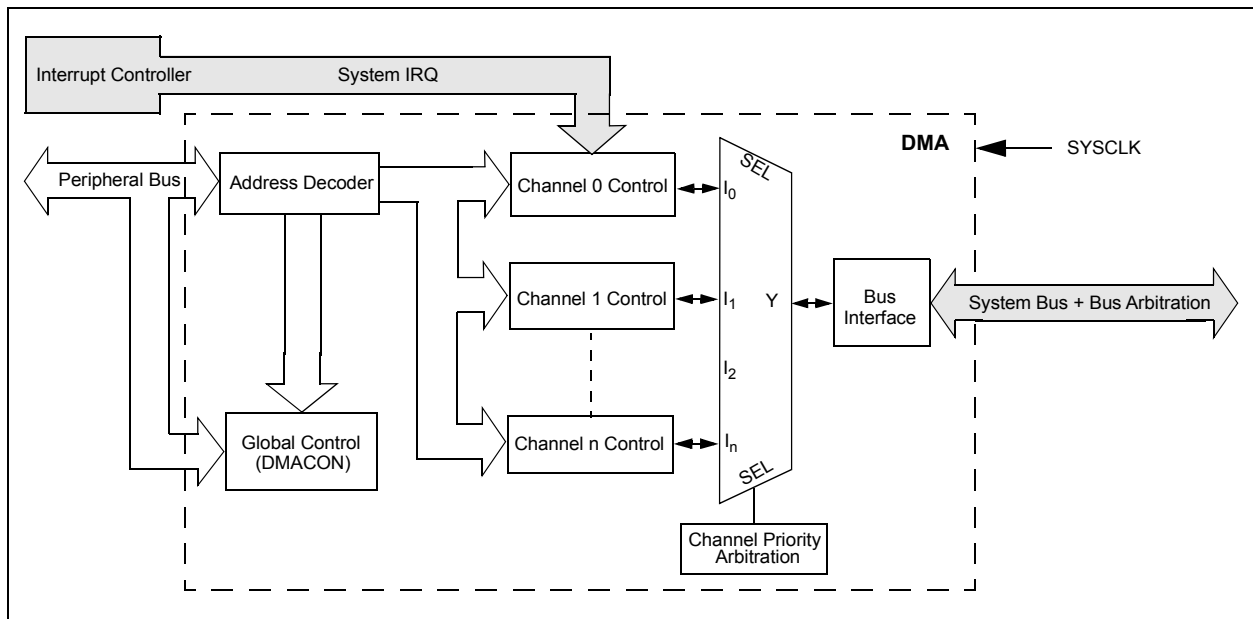 Interrupt Controller
System IRQ
DMA
SYSCLK
Peripheral Bus
Address Decoder
Channel 0 Control
SEL
I0
Channel 1 Control
I1
Y
Bus
Interface
System Bus + Bus Arbitration
I2
Global Control
(DMACON)
Channel n Control
In
SEL
Channel Priority
Arbitration